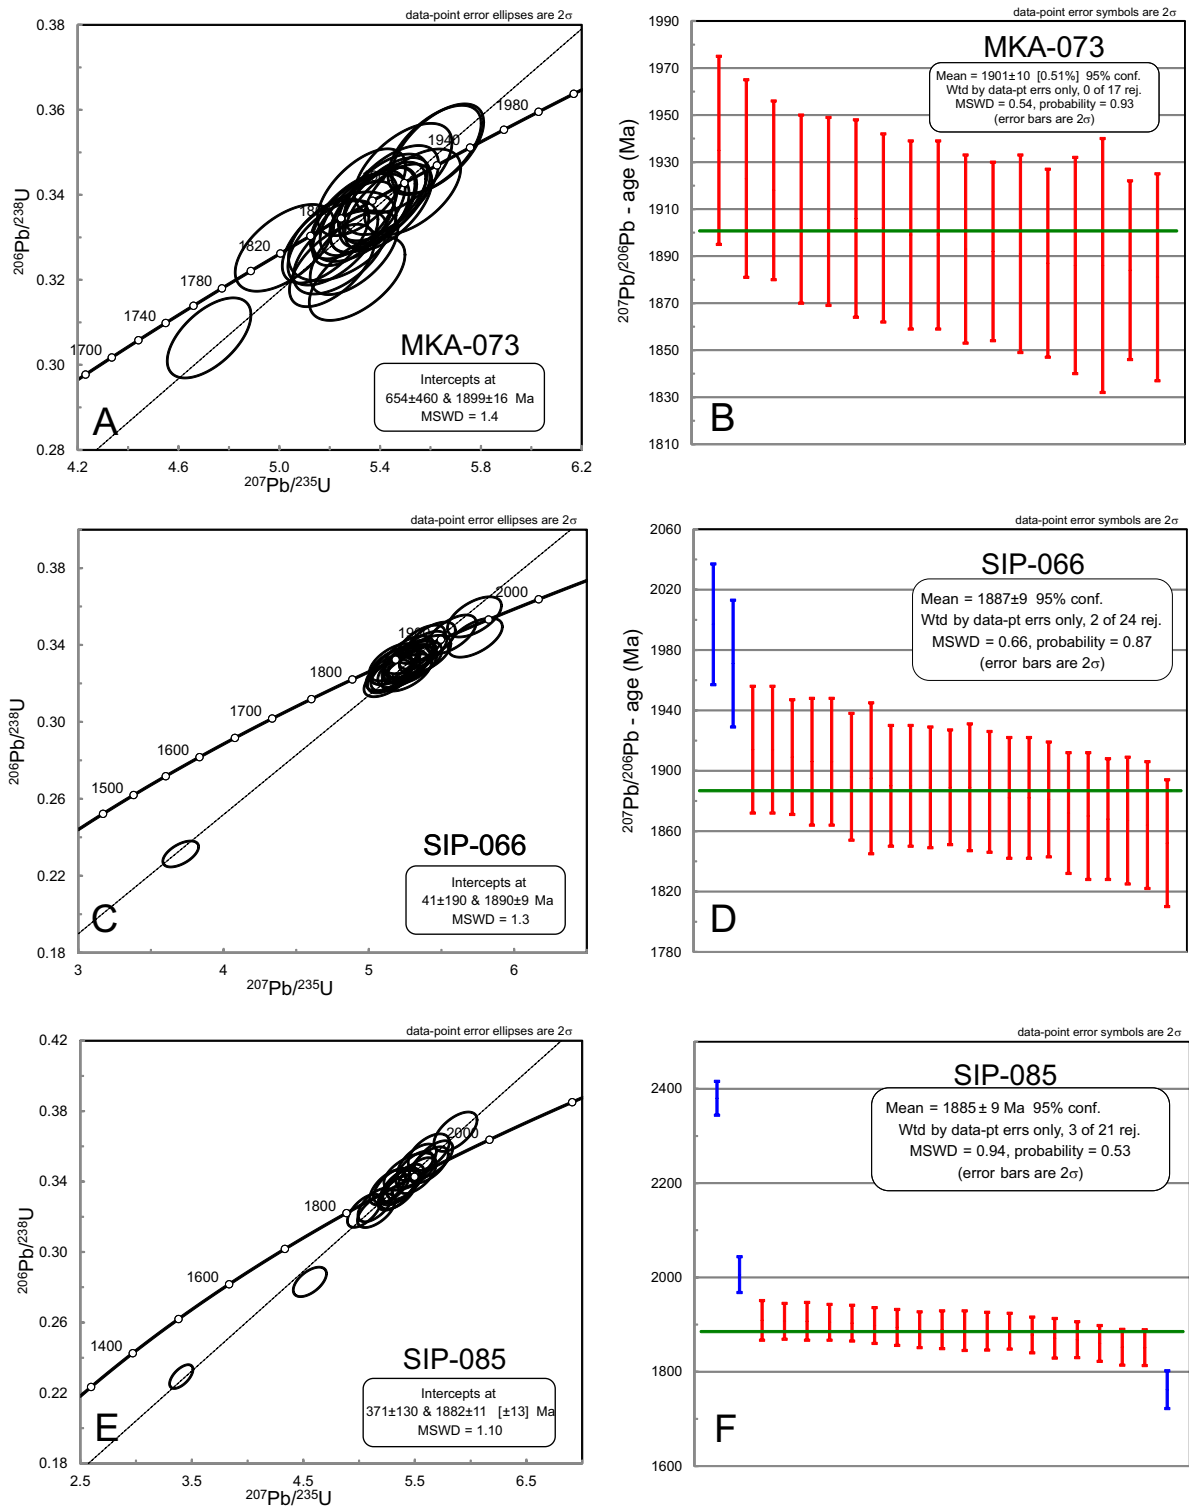 data-point error ellipses are 2σ
0.38
0.36
0.34
0.32
0.30
0.28
206Pb/238U
1700
1740
1780
1820
1940
1980
MKA-073
Intercepts at
654±460 & 1899±16 Ma
MSWD = 1.4
A
4.2 4.6 5.0 5.4 5.8 6.2
207Pb/235U
data-point error symbols are 2σ
1990
1970
1950
1930
1910
1890
1870
1850
1830
1810
207Pb/206Pb - age (Ma)
MKA-073
Mean = 1901±10 [0.51%] 95% conf.
Wtd by data-pt errs only, 0 of 17 rej.
MSWD = 0.54, probability = 0.93
(error bars are 2σ)
B
data-point error ellipses are 2σ
0.38
0.34
0.30
0.26
0.22
0.18
206Pb/238U
1500
1600
1700
1800
2000
SIP-066
Intercepts at
41±190 & 1890±9 Ma
MSWD = 1.3
C
3 4 5 6
207Pb/235U
data-point error symbols are 2σ
2060
2020
1980
1940
1900
1860
1820
1780
207Pb/206Pb - age (Ma)
SIP-066
Mean = 1887±9 95% conf.
Wtd by data-pt errs only, 2 of 24 rej.
MSWD = 0.66, probability = 0.87
(error bars are 2σ)
D
data-point error ellipses are 2σ
0.42
0.38
0.34
0.30
0.26
0.22
0.18
206Pb/238U
1400
1600
1800
2000
SIP-085
Intercepts at
371±130 & 1882±11 [±13] Ma
MSWD = 1.10
E
2.5 3.5 4.5 5.5 6.5
207Pb/235U
data-point error symbols are 2σ
2400
2200
2000
1800
1600
SIP-085
Mean = 1885± 9 Ma 95% conf.
Wtd by data-pt errs only, 3 of 21 rej.
MSWD = 0.94, probability = 0.53
(error bars are 2σ)
F